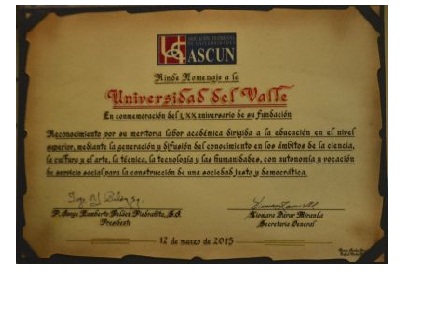 ASCUN
Rinde Homenaje a la
Universidad del Valle
En conmemoración del LXX aniversario de su fundación
Reconocimiento por su meritoria labor académica dirigida a la educación en el nivel
superior, mediante la generación y difusión del conocimiento en los ámbitos de la ciencia,
la cultura y el arte, la técnica, la tecnología y las humanidades, con autonomía y vocación
de servicio social para la construcción de una sociedad justa y democrática.
P. Jorge Humberto Peláez Piedrahita, S.J.
Presidente
Secretaria General
12 de marzo de 2015